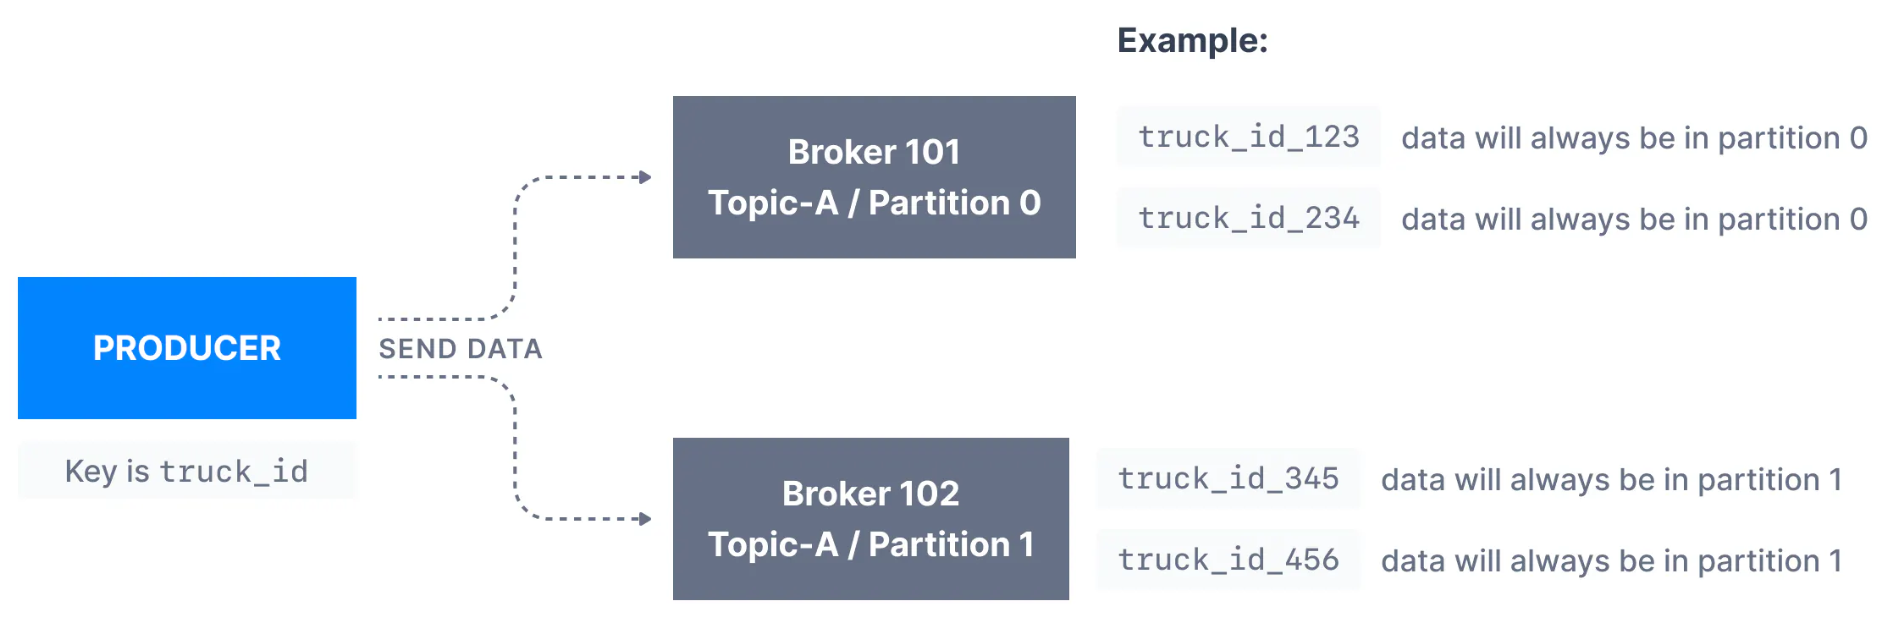 Example:
Broker 101
Topic-A / Partition 0
truck_id_123 data will always be in partition 0
truck_id_234 data will always be in partition 0
PRODUCER
SEND DATA
Key is truck_id
Broker 102
Topic-A / Partition 1
truck_id_345 data will always be in partition 1
truck_id_456 data will always be in partition 1